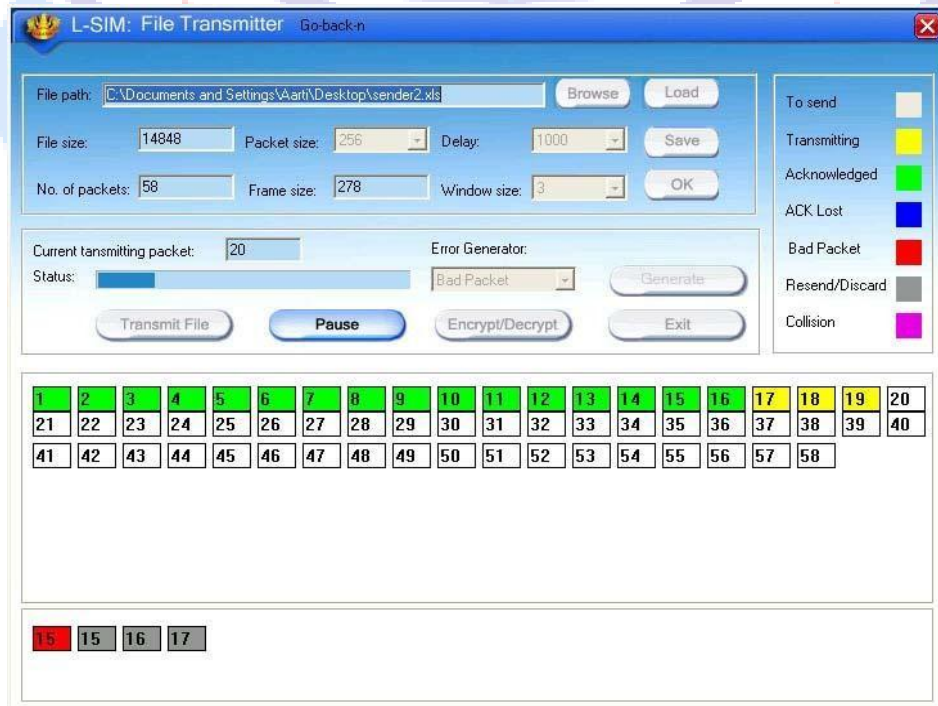 L-SIM: File Transmitter Go-back-n
File path: C:\Documents and Settings\Aarti\Desktop\sender2.xls Browse Load
File size: 14848 Packet size: 256 Delay: 1000 Save
No. of packets: 58 Frame size: 278 Window size: 3 OK
To send
Transmitting
Acknowledged
ACK Lost
Bad Packet
Resend/Discard
Collision
Current tansmitting packet: 20 Error Generator:
Status: Bad Packet Generate
Transmit File Pause Encrypt/Decrypt Exit
1 2 3 4 5 6 7 8 9 10 11 12 13 14 15 16 17 18 19 20
21 22 23 24 25 26 27 28 29 30 31 32 33 34 35 36 37 38 39 40
41 42 43 44 45 46 47 48 49 50 51 52 53 54 55 56 57 58
15 15 16 17